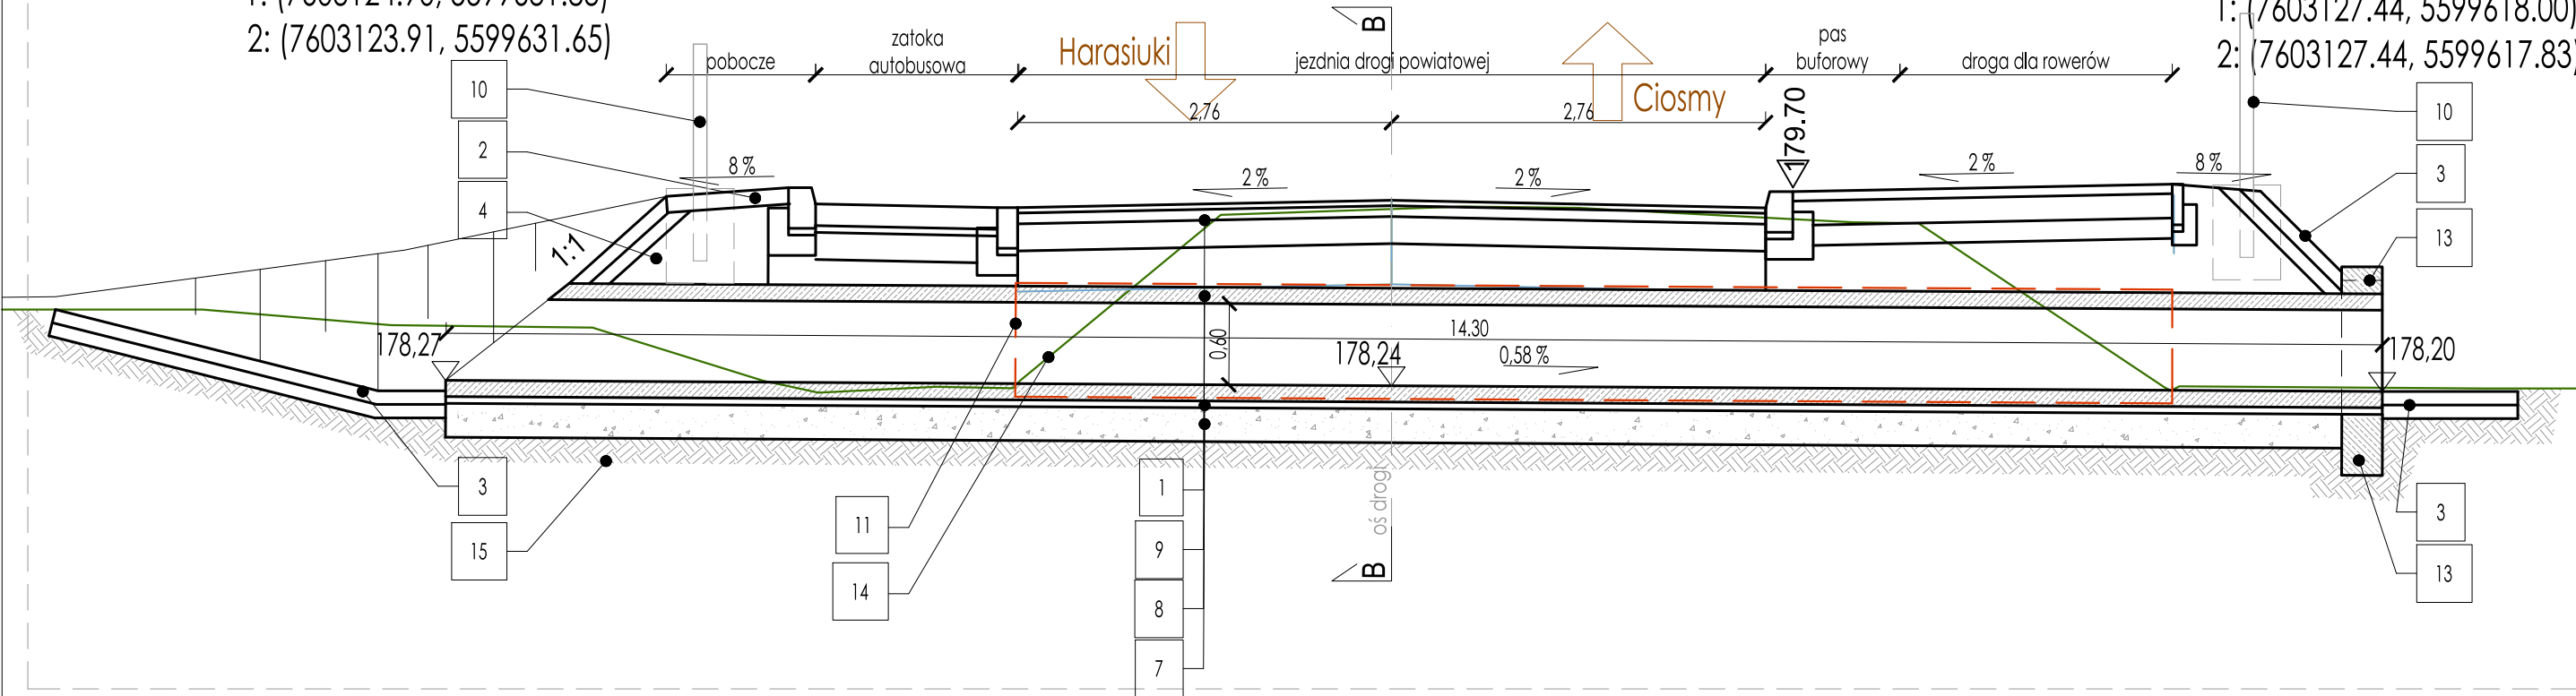 2: (7603123.91, 5599631.65)
1: (7603127.44, 5599618.00)
2: (7603127.44, 5599617.83)
pobocze
zatoka
autobusowa
Harasiuki
jezdnia drogi powiatowej
Ciosmy
pas
buforowy
droga dla rowerów
B
2,76
2,76
179.70
10
2
4
8 %
2 %
2 %
2 %
8 %
10
3
13
1:1
178,27
14.30
0,60
178,24
0,58 %
178,20
3
15
11
14
1
9
8
7
oś drogi
B
3
13